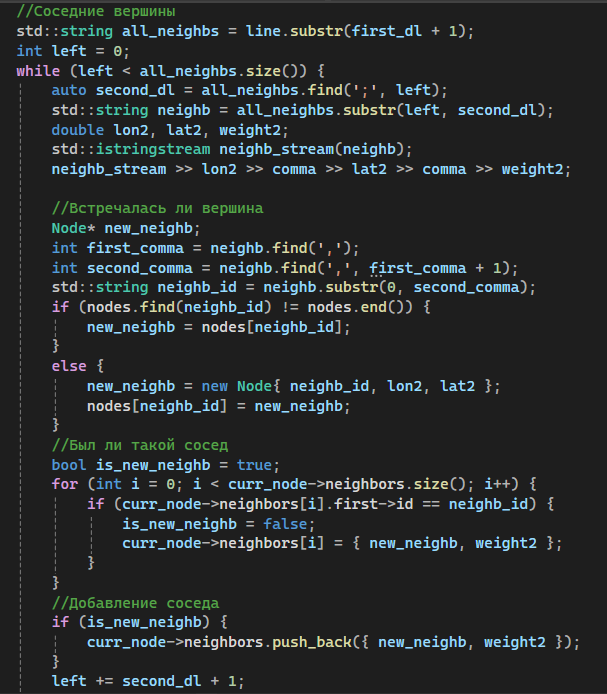 //Соседние вершины
std::string all_neighbs = line.substr(first_dl + 1);
int left = 0;
while (left < all_neighbs.size()) {
    auto second_dl = all_neighbs.find(';', left);
    std::string neighb = all_neighbs.substr(left, second_dl);
    double lon2, lat2, weight2;
    std::istringstream neighb_stream(neighb);
    neighb_stream >> lon2 >> comma >> lat2 >> comma >> weight2;

    //Встречалась ли вершина
    Node* new_neighb;
    int first_comma = neighb.find(',');
    int second_comma = neighb.find(',', first_comma + 1);
    std::string neighb_id = neighb.substr(0, second_comma);
    if (nodes.find(neighb_id) != nodes.end()) {
        new_neighb = nodes[neighb_id];
    }
    else {
        new_neighb = new Node{ neighb_id, lon2, lat2 };
        nodes[neighb_id] = new_neighb;
    }
    //Был ли такой сосед
    bool is_new_neighb = true;
    for (int i = 0; i < curr_node->neighbors.size(); i++) {
        if (curr_node->neighbors[i].first->id == neighb_id) {
            is_new_neighb = false;
            curr_node->neighbors[i] = { new_neighb, weight2 };
        }
    }
    //Добавление соседа
    if (is_new_neighb) {
        curr_node->neighbors.push_back({ new_neighb, weight2 });
    }
    left += second_dl + 1;